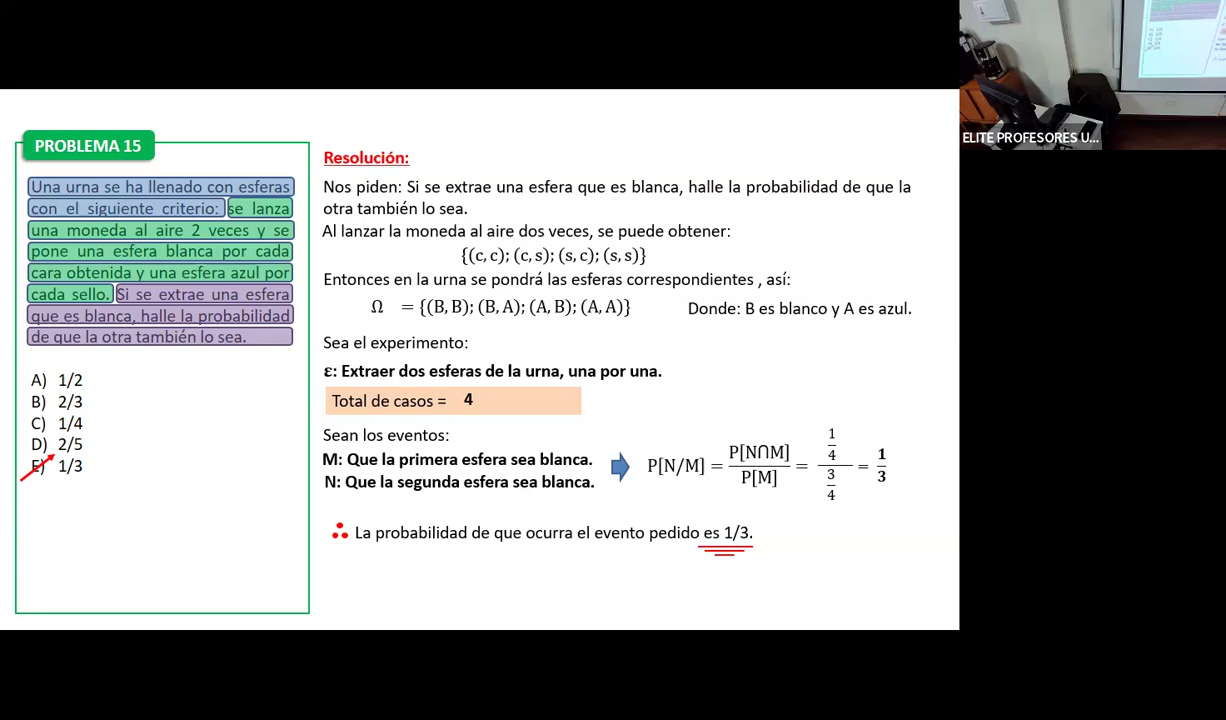 PROBLEMA 15
Una urna se ha llenado con esferas
con el siguiente criterio: se lanza
una moneda al aire 2 veces y se
pone una esfera blanca por cada
cara obtenida y una esfera azul por
cada sello. Si se extrae una esfera
que es blanca, halle la probabilidad
de que la otra también lo sea.
A) 1/2
B) 2/3
C) 1/4
D) 2/5
E) 1/3
Resolución:
Nos piden: Si se extrae una esfera que es blanca, halle la probabilidad de que la
otra también lo sea.
Al lanzar la moneda al aire dos veces, se puede obtener:
{(c, c); (c, s); (s, c); (s, s)}
Entonces en la urna se pondrá las esferas correspondientes , así:
Ω = {(B, B); (B, A); (A, B); (A, A)} Donde: B es blanco y A es azul.
Sea el experimento:
ε: Extraer dos esferas de la urna, una por una.
Total de casos = 4
Sean los eventos:
M: Que la primera esfera sea blanca.
N: Que la segunda esfera sea blanca.
P[N/M] = P[N∩M] / P[M] = (1/4) / (3/4) = 1/3
∴ La probabilidad de que ocurra el evento pedido es 1/3.
ELITE PROFESORES U...